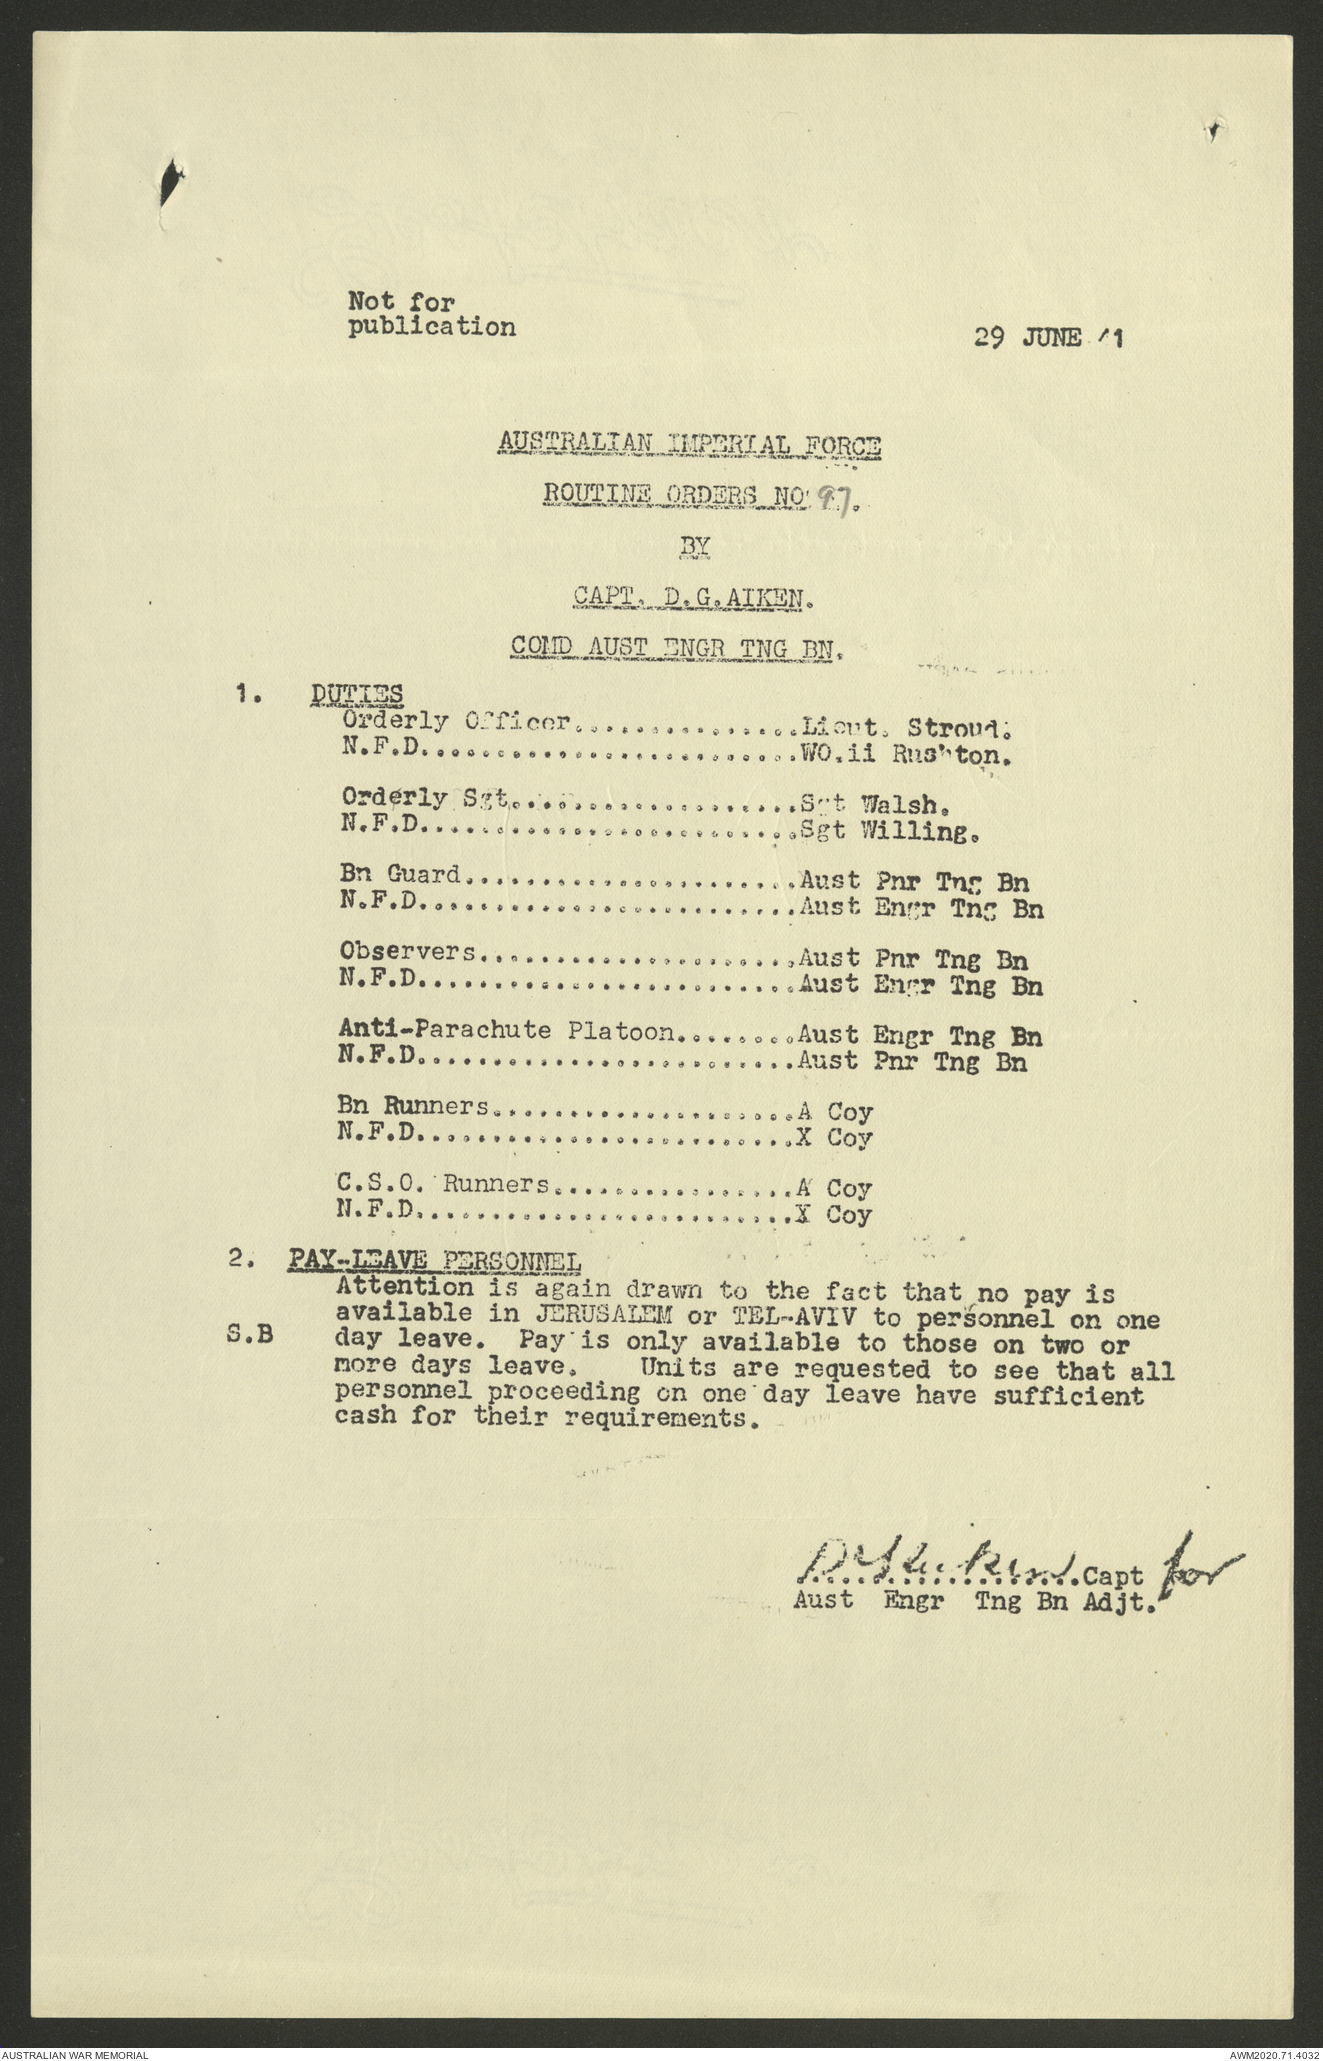 Not for
publication
29 JUNE 41
AUSTRALIAN IMPERIAL FORCE
ROUTINE ORDERS NO 97.
BY
CAPT. D.G.AIKEN.
COMD AUST ENGR TNG BN.
1. DUTIES
Orderly Officer...............Lieut. Stroud.
N.F.D.........................WO.ii Rushton.
Orderly Sgt...................Sgt Walsh.
N.F.D.........................Sgt Willing.
Bn Guard......................Aust Pnr Tng Bn
N.F.D.........................Aust Engr Tng Bn
Observers.....................Aust Pnr Tng Bn
N.F.D.........................Aust Engr Tng Bn
Anti-Parachute Platoon........Aust Engr Tng Bn
N.F.D.........................Aust Pnr Tng Bn
Bn Runners....................A Coy
N.F.D.........................X Coy
C.S.O. Runners................A Coy
N.F.D.........................X Coy
2. PAY-LEAVE PERSONNEL
Attention is again drawn to the fact that no pay is
available in JERUSALEM or TEL-AVIV to personnel on one
S.B day leave. Pay is only available to those on two or
more days leave. Units are requested to see that all
personnel proceeding on one day leave have sufficient
cash for their requirements.
DGAiken
...................Capt for
Aust Engr Tng Bn Adjt.
AUSTRALIAN WAR MEMORIAL
AWM2020.71.4032